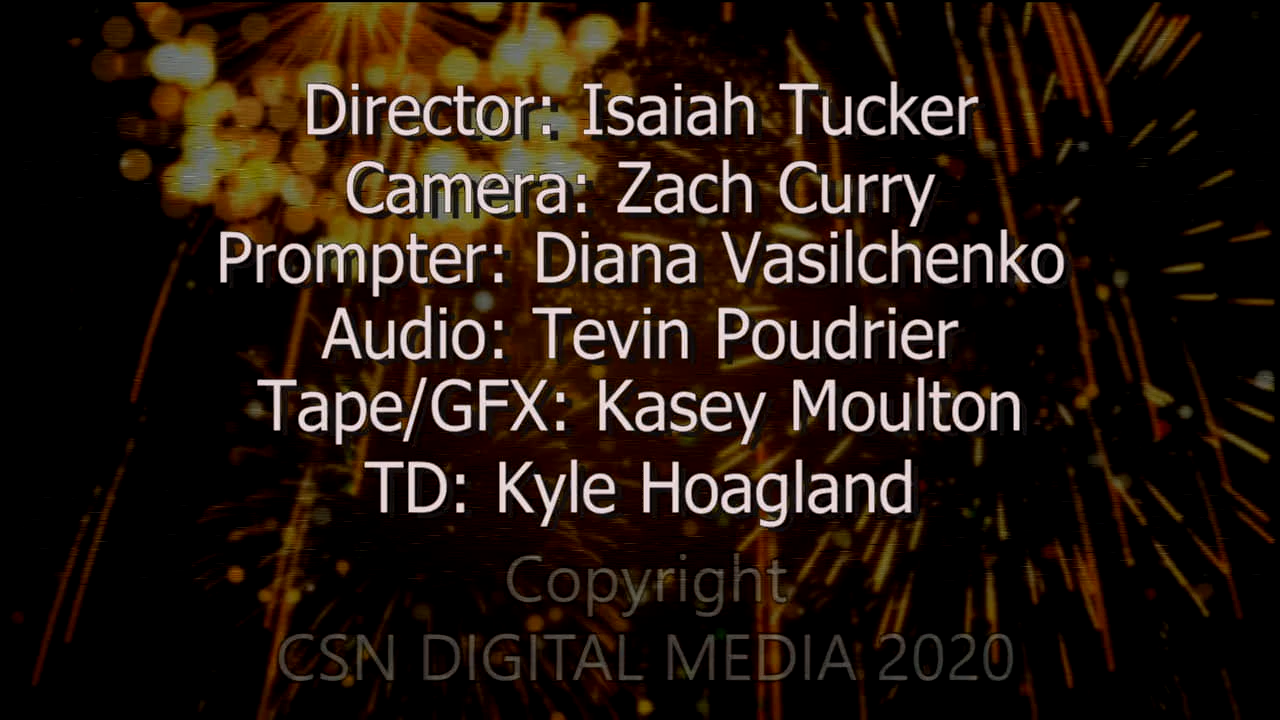 Director: Isaiah Tucker
Camera: Zach Curry
Prompter: Diana Vasilchenko
Audio: Tevin Poudrier
Tape/GFX: Kasey Moulton
TD: Kyle Hoagland
Copyright
CSN DIGITAL MEDIA 2020